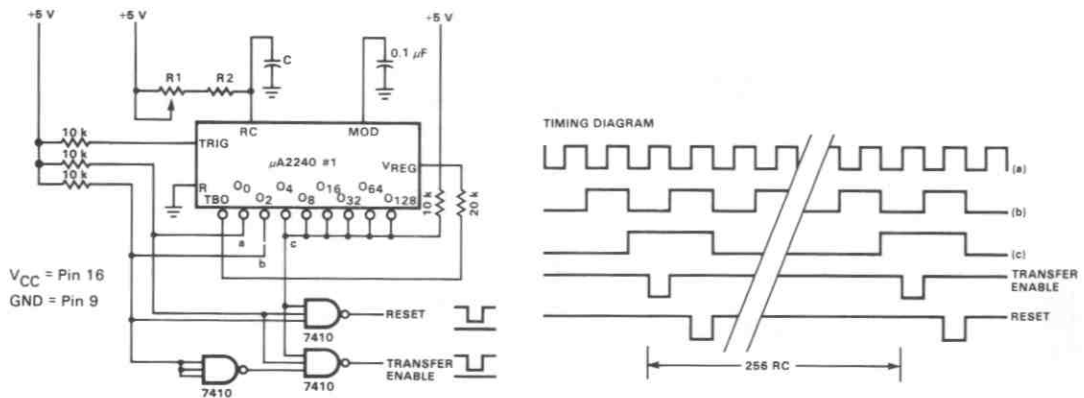 +5 V
+5 V
+5 V
C
0.1 μF
R1
R2
10 k
10 k
10 k
RC
MOD
TRIG
μA2240 #1
VREG
R
TBO
O0
O2
O4
O8
O16
O32
O64
O128
10 k
20 k
a
b
c
VCC = Pin 16
GND = Pin 9
RESET
7410
TRANSFER
ENABLE
7410
7410
TIMING DIAGRAM
(a)
(b)
(c)
TRANSFER
ENABLE
RESET
256 RC